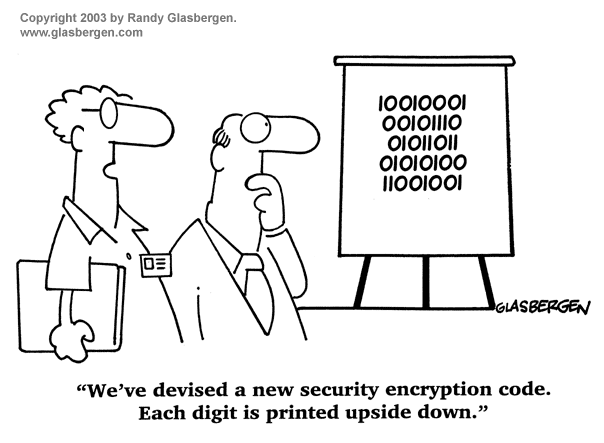 Copyright 2003 by Randy Glasbergen.
www.glasbergen.com
10010001
00101110
01011011
01010100
11001001
GLASBERGEN
“We’ve devised a new security encryption code.
Each digit is printed upside down.”